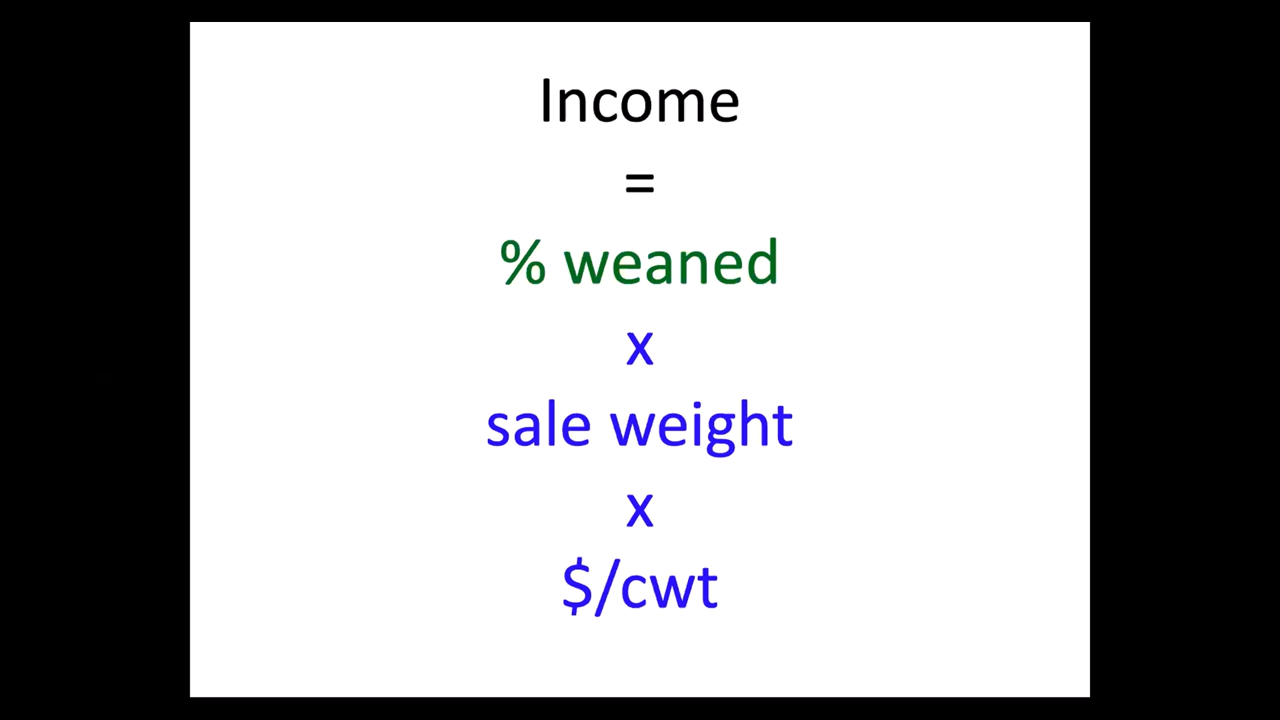 Income
=
% weaned
x
sale weight
x
$/cwt